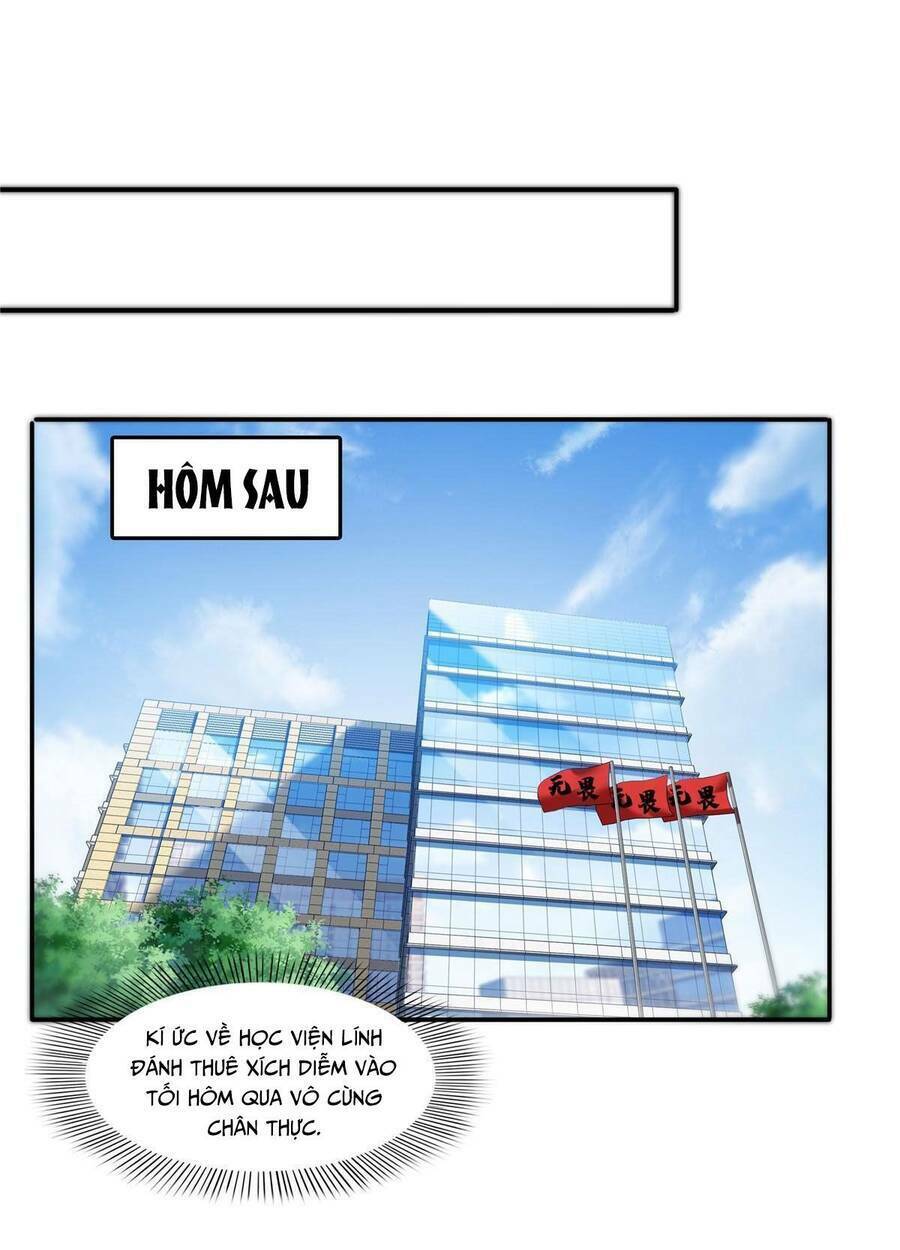 HÔM SAU
无畏
无畏
无畏
KÍ ỨC VỀ HỌC VIỆN LÍNH
ĐÁNH THUÊ XÍCH DIỄM VÀO
TỐI HÔM QUA VÔ CÙNG
CHÂN THỰC.